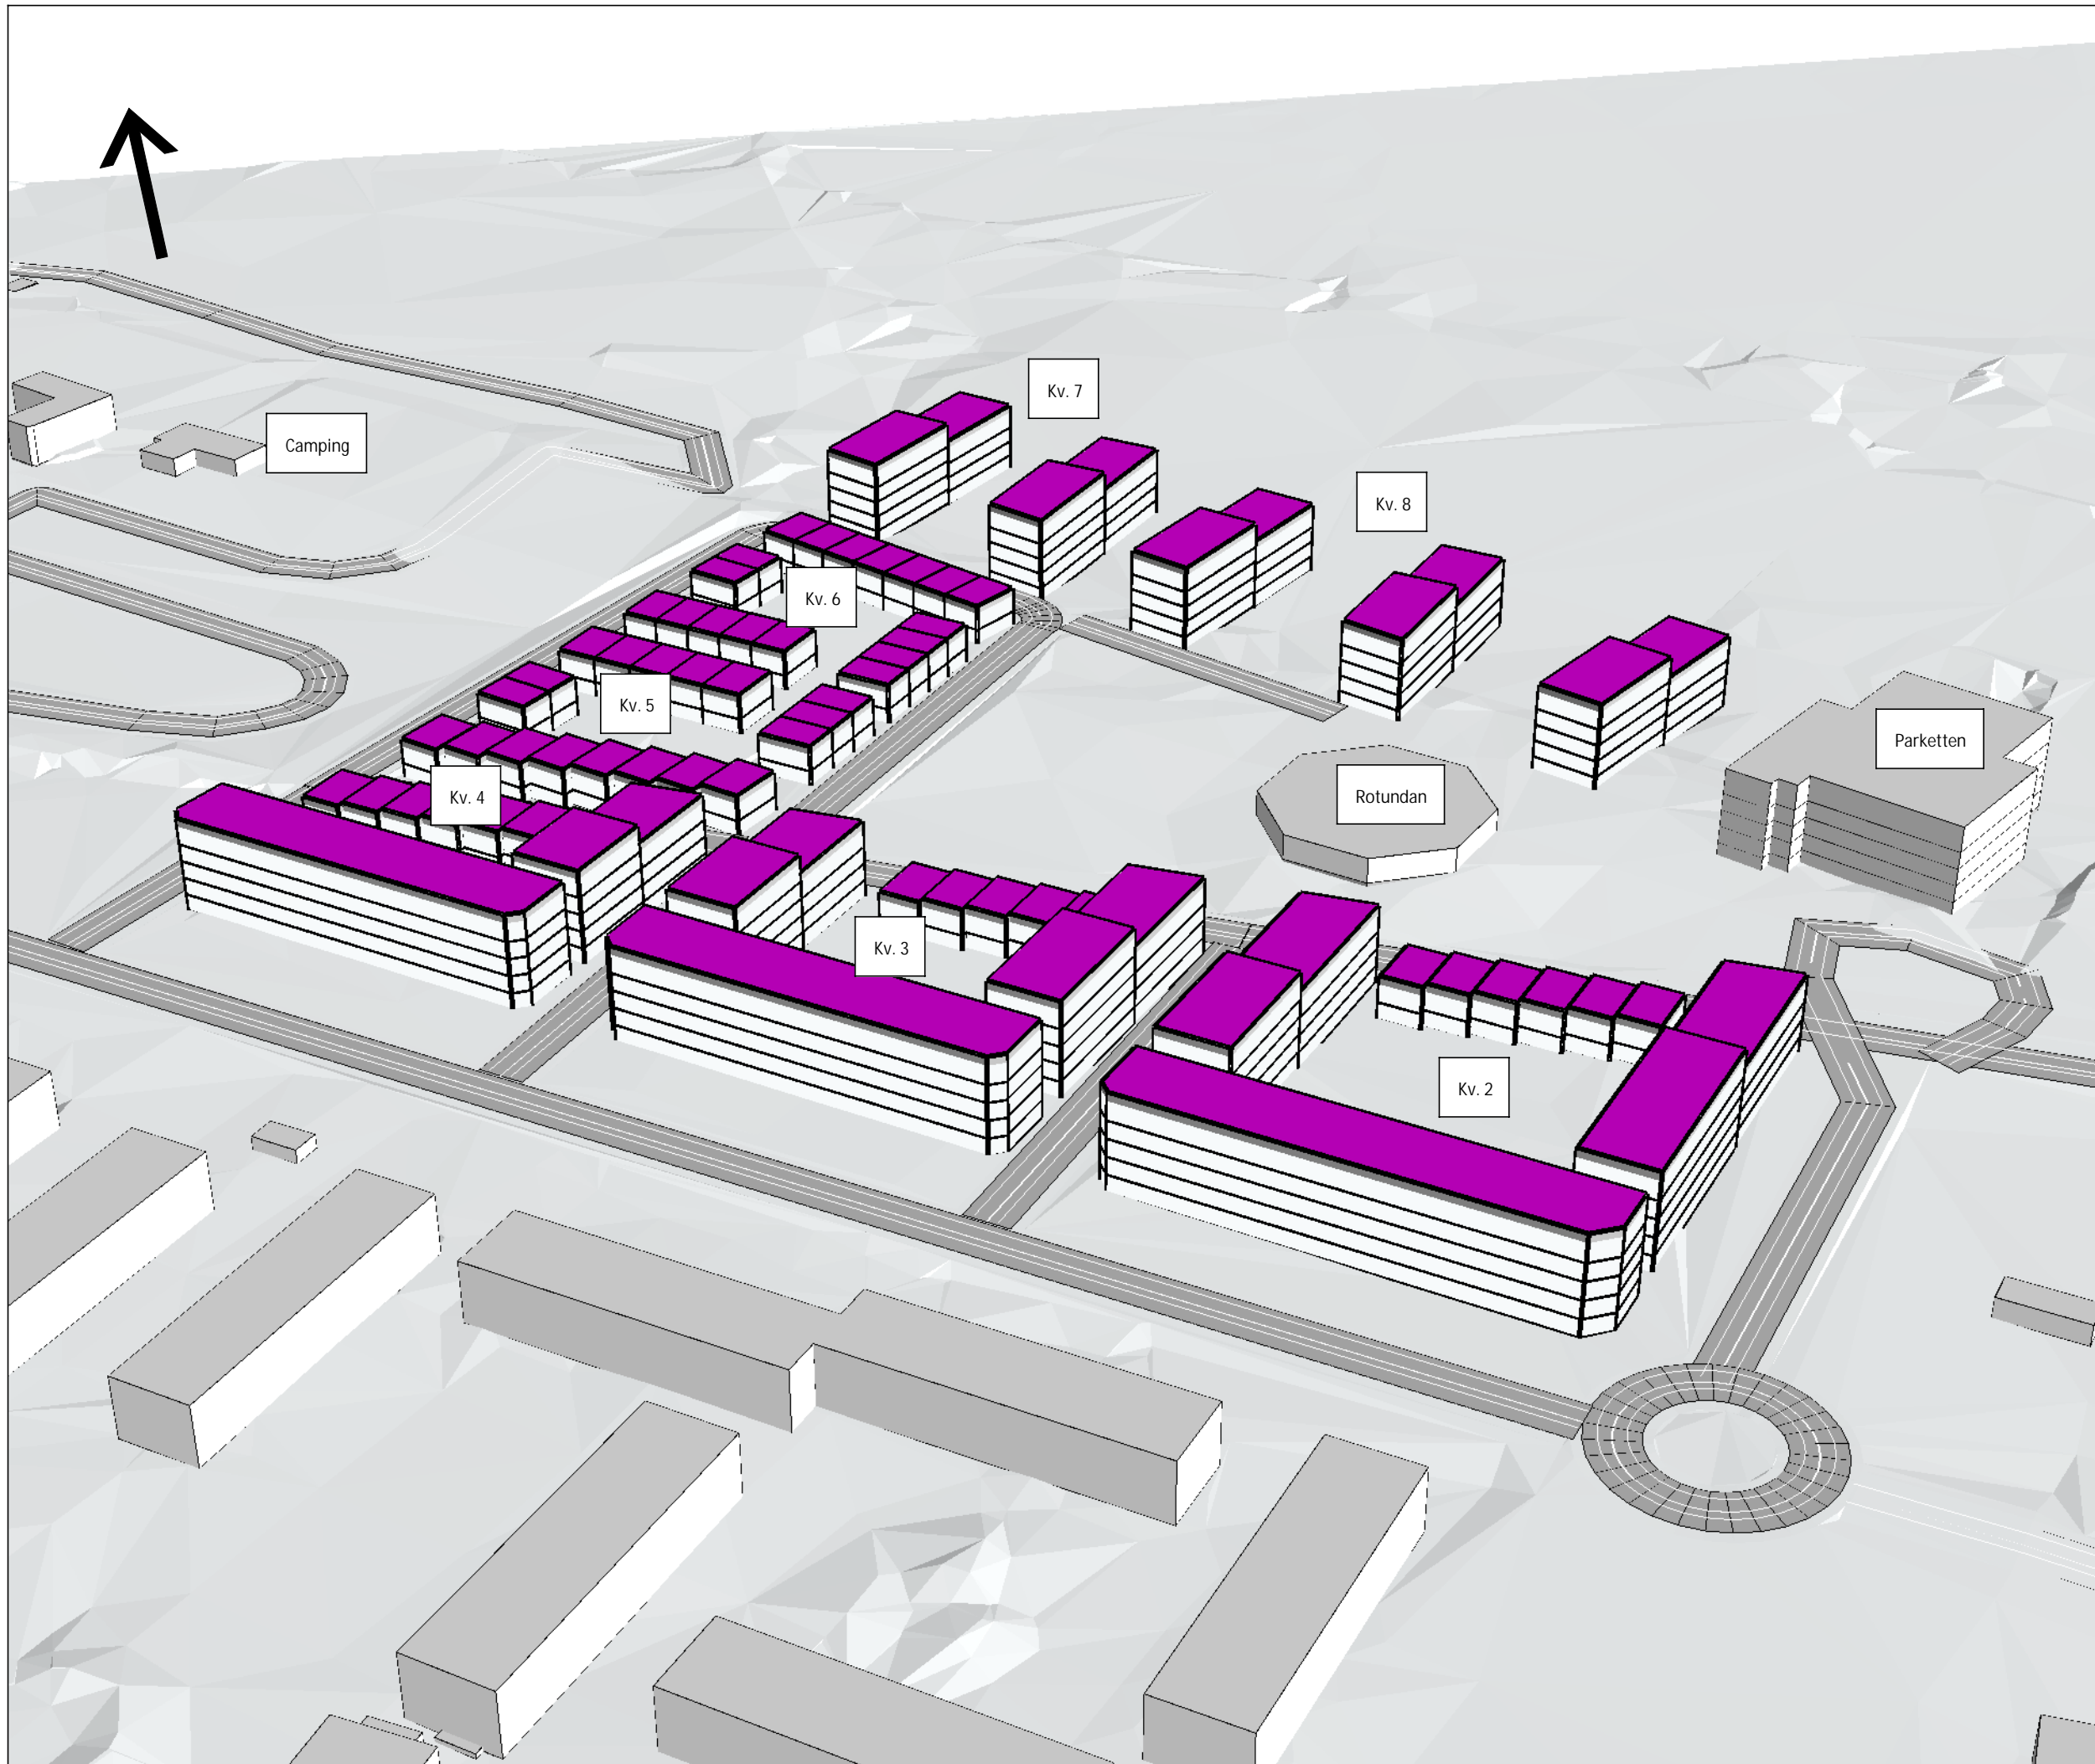 Kv. 7
Camping
Kv. 8
Kv. 6
Kv. 5
Parketten
Kv. 4
Rotundan
Kv. 3
Kv. 2